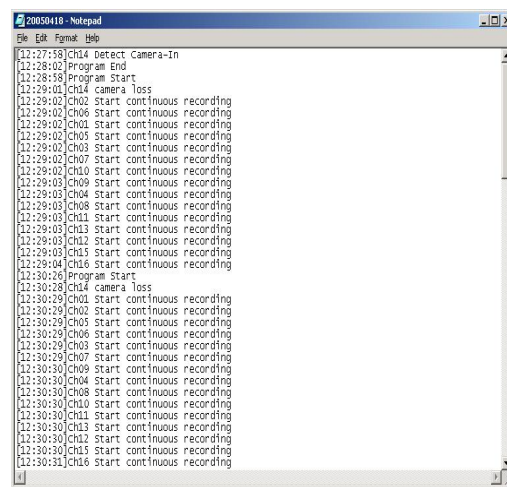 20050418 - Notepad
File Edit Format Help
[12:27:58]Ch14 Detect Camera-In
[12:28:02]Program End
[12:28:58]Program Start
[12:29:01]Ch14 camera loss
[12:29:02]Ch02 Start continuous recording
[12:29:02]Ch06 Start continuous recording
[12:29:02]Ch01 Start continuous recording
[12:29:02]Ch05 Start continuous recording
[12:29:02]Ch03 Start continuous recording
[12:29:02]Ch07 Start continuous recording
[12:29:02]Ch10 Start continuous recording
[12:29:03]Ch09 Start continuous recording
[12:29:03]Ch04 Start continuous recording
[12:29:03]Ch08 Start continuous recording
[12:29:03]Ch11 Start continuous recording
[12:29:03]Ch13 Start continuous recording
[12:29:03]Ch12 Start continuous recording
[12:29:03]Ch15 Start continuous recording
[12:29:04]Ch16 Start continuous recording
[12:30:26]Program Start
[12:30:28]Ch14 camera loss
[12:30:29]Ch01 Start continuous recording
[12:30:29]Ch02 Start continuous recording
[12:30:29]Ch05 Start continuous recording
[12:30:29]Ch06 Start continuous recording
[12:30:29]Ch03 Start continuous recording
[12:30:29]Ch07 Start continuous recording
[12:30:30]Ch09 Start continuous recording
[12:30:30]Ch04 Start continuous recording
[12:30:30]Ch08 Start continuous recording
[12:30:30]Ch10 Start continuous recording
[12:30:30]Ch11 Start continuous recording
[12:30:30]Ch13 Start continuous recording
[12:30:30]Ch12 Start continuous recording
[12:30:30]Ch15 Start continuous recording
[12:30:31]Ch16 Start continuous recording